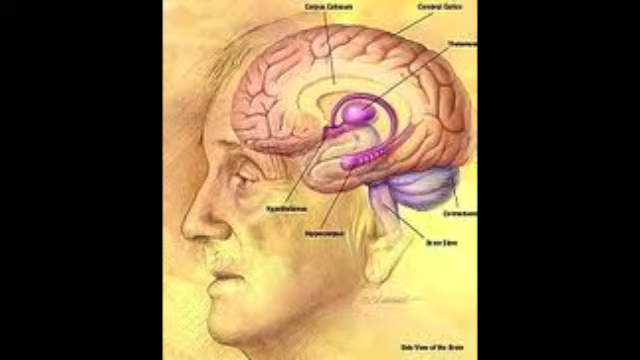 Corpus Callosum
Cerebral Cortex
Thalamus
Hypothalamus
Hippocampus
Cerebellum
Brain Stem
Side View of the Brain